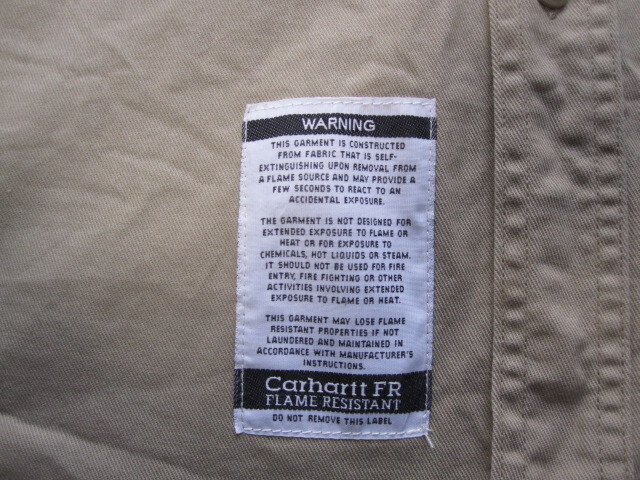 WARNING
THIS GARMENT IS CONSTRUCTED
FROM FABRIC THAT IS SELF-
EXTINGUISHING UPON REMOVAL FROM
A FLAME SOURCE AND MAY PROVIDE A
FEW SECONDS TO REACT TO AN
ACCIDENTAL EXPOSURE.
THE GARMENT IS NOT DESIGNED FOR
EXTENDED EXPOSURE TO FLAME OR
HEAT OR FOR EXPOSURE TO
CHEMICALS, HOT LIQUIDS OR STEAM.
IT SHOULD NOT BE USED FOR FIRE
ENTRY, FIRE FIGHTING OR OTHER
ACTIVITIES INVOLVING EXTENDED
EXPOSURE TO FLAME OR HEAT.
THIS GARMENT MAY LOSE FLAME
RESISTANT PROPERTIES IF NOT
LAUNDERED AND MAINTAINED IN
ACCORDANCE WITH MANUFACTURER'S
INSTRUCTIONS.
Carhartt FR
FLAME RESISTANT
DO NOT REMOVE THIS LABEL